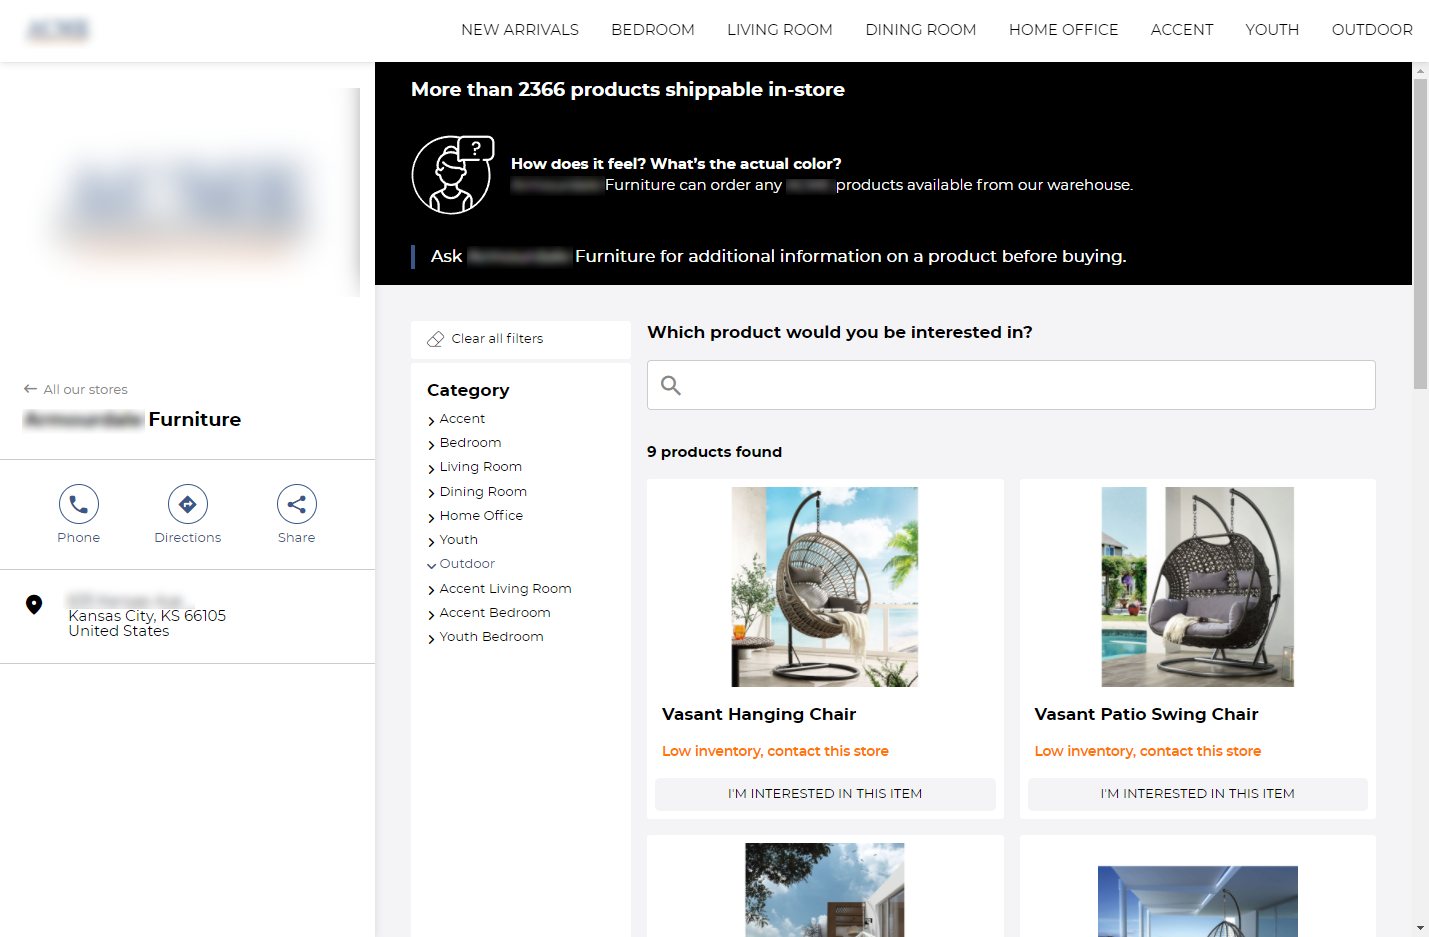 NEW ARRIVALS BEDROOM LIVING ROOM DINING ROOM HOME OFFICE ACCENT YOUTH OUTDOOR
All our stores
Furniture
Phone Directions Share
Kansas City, KS 66105
United States
More than 2366 products shippable in-store
?
How does it feel? What's the actual color?
Furniture can order any products available from our warehouse.
Ask Furniture for additional information on a product before buying.
Clear all filters
Category
Accent
Bedroom
Living Room
Dining Room
Home Office
Youth
Outdoor
Accent Living Room
Accent Bedroom
Youth Bedroom
Which product would you be interested in?
9 products found
Vasant Hanging Chair
Low inventory, contact this store
I'M INTERESTED IN THIS ITEM
Vasant Patio Swing Chair
Low inventory, contact this store
I'M INTERESTED IN THIS ITEM